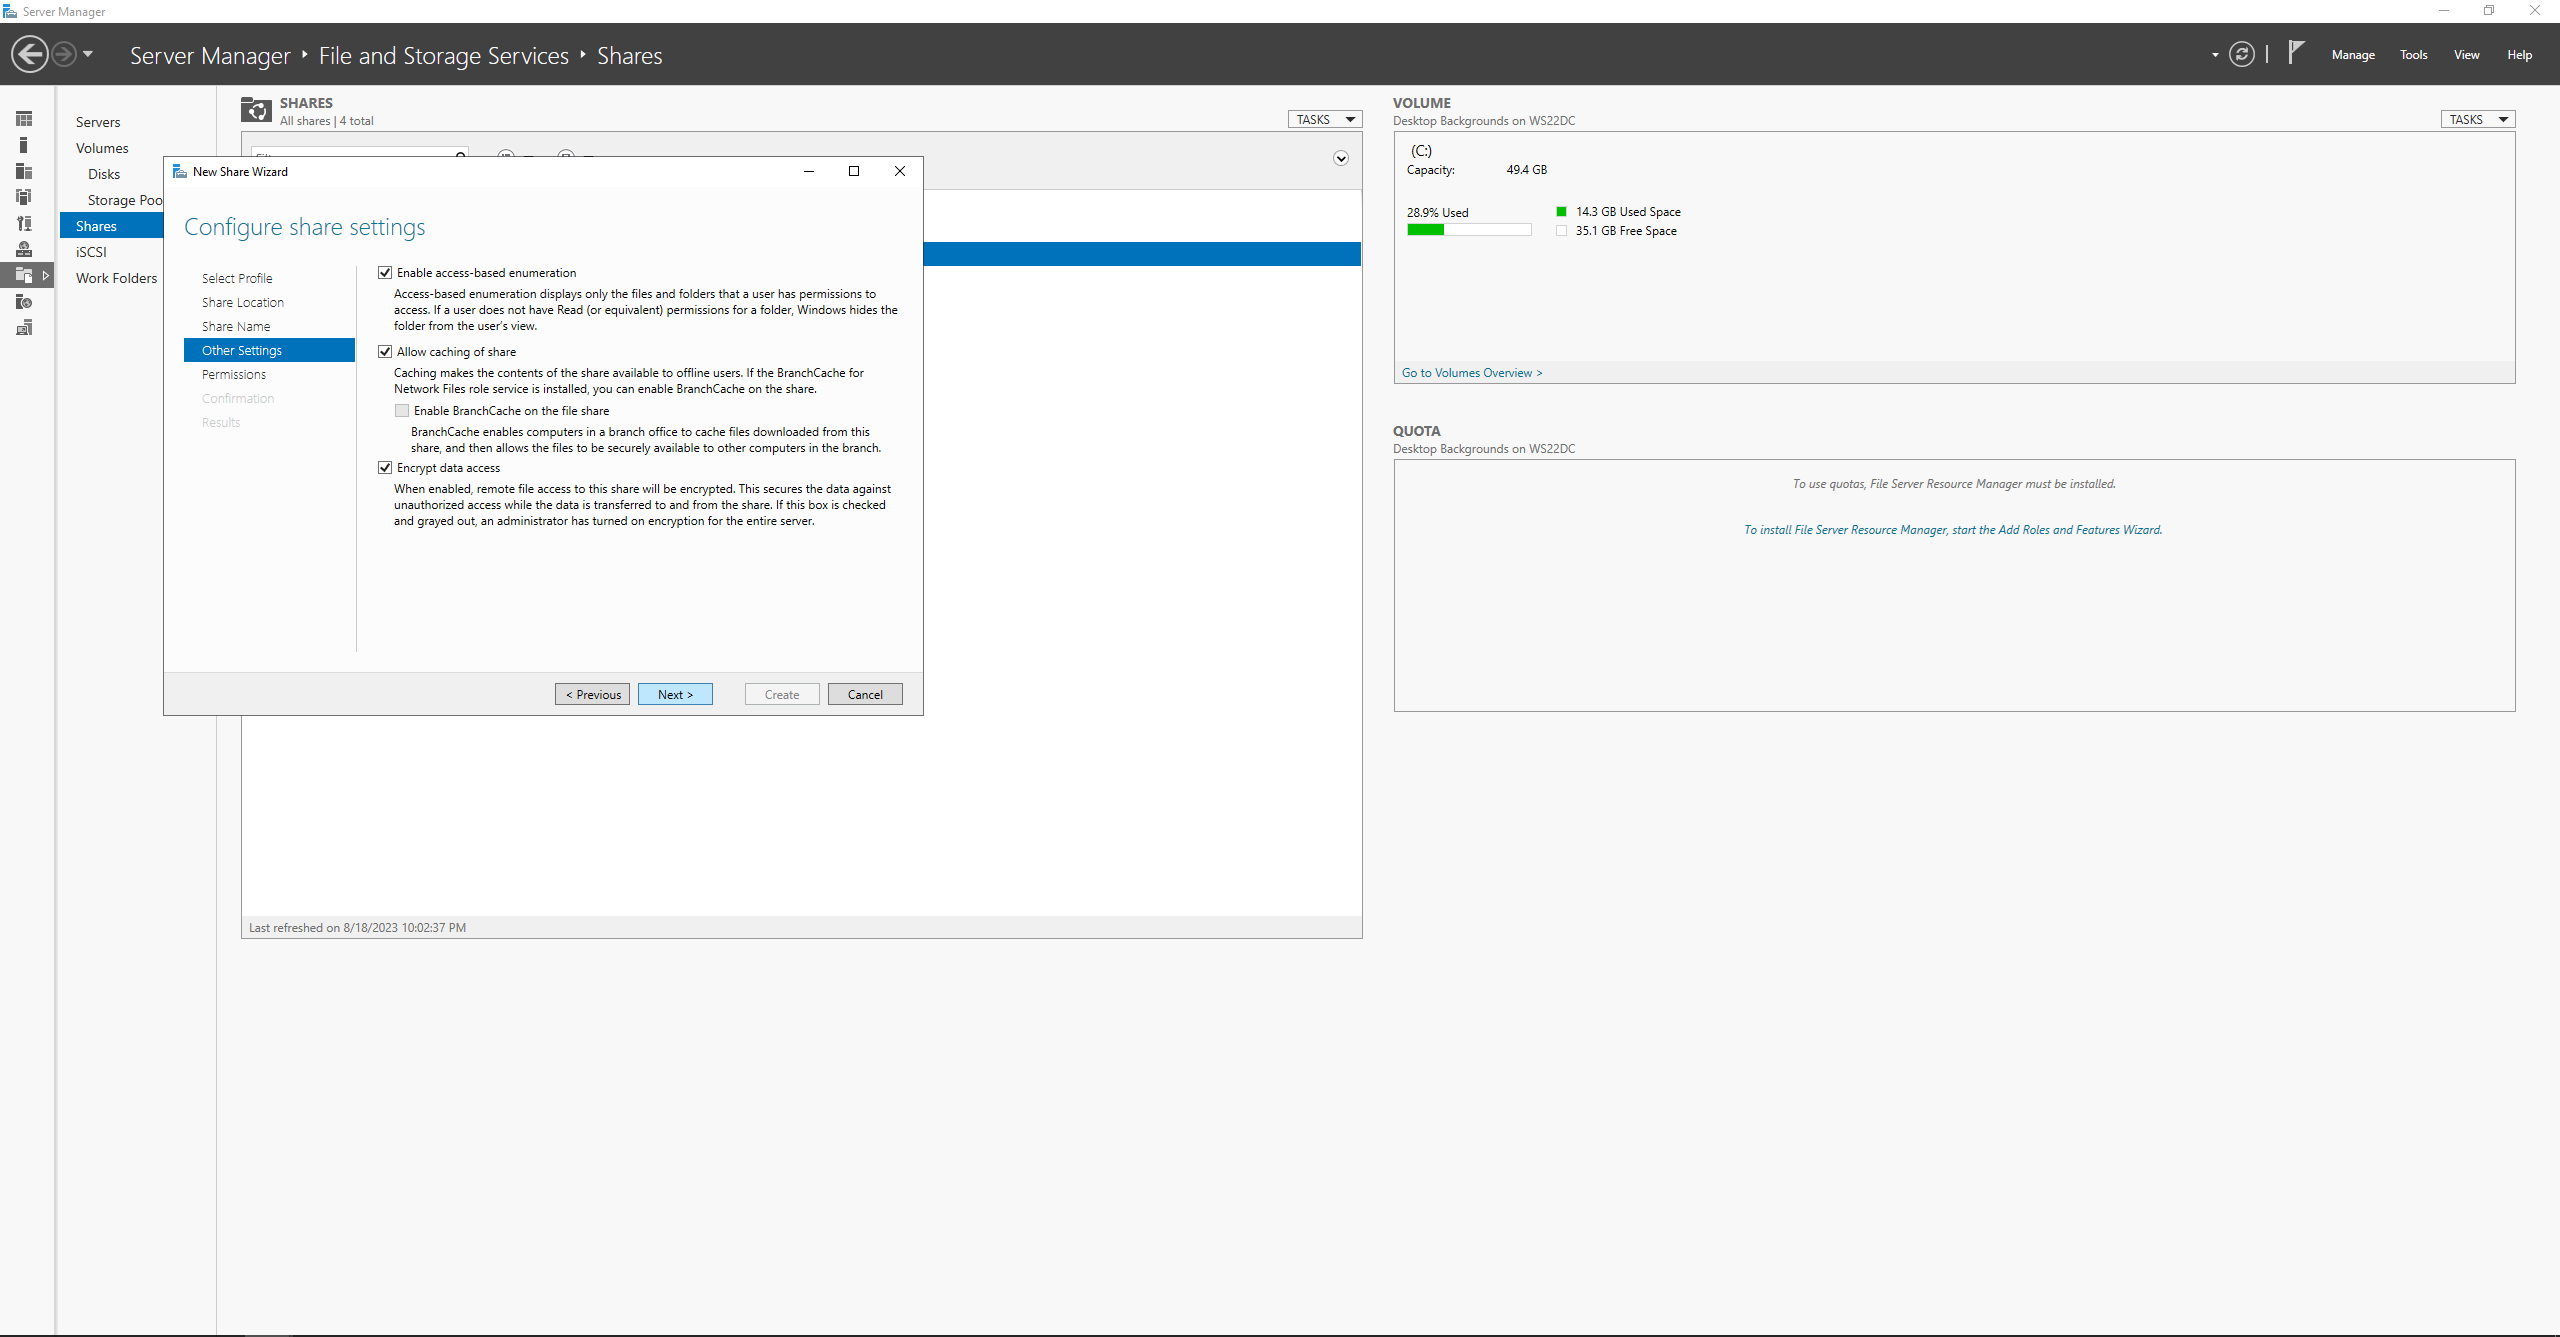 Server Manager
Server Manager ‣ File and Storage Services ‣ Shares
Manage
Tools
View
Help
Servers
Volumes
Disks
Storage Poo
Shares
iSCSI
Work Folders
SHARES
All shares | 4 total
TASKS
New Share Wizard
Configure share settings
Select Profile
Share Location
Share Name
Other Settings
Permissions
Confirmation
Results
Enable access-based enumeration
Access-based enumeration displays only the files and folders that a user has permissions to
access. If a user does not have Read (or equivalent) permissions for a folder, Windows hides the
folder from the user's view.
Allow caching of share
Caching makes the contents of the share available to offline users. If the BranchCache for
Network Files role service is installed, you can enable BranchCache on the share.
Enable BranchCache on the file share
BranchCache enables computers in a branch office to cache files downloaded from this
share, and then allows the files to be securely available to other computers in the branch.
Encrypt data access
When enabled, remote file access to this share will be encrypted. This secures the data against
unauthorized access while the data is transferred to and from the share. If this box is checked
and grayed out, an administrator has turned on encryption for the entire server.
< Previous
Next >
Create
Cancel
Last refreshed on 8/18/2023 10:02:37 PM
VOLUME
Desktop Backgrounds on WS22DC
TASKS
(C:)
Capacity: 49.4 GB
28.9% Used
14.3 GB Used Space
35.1 GB Free Space
Go to Volumes Overview >
QUOTA
Desktop Backgrounds on WS22DC
To use quotas, File Server Resource Manager must be installed.
To install File Server Resource Manager, start the Add Roles and Features Wizard.